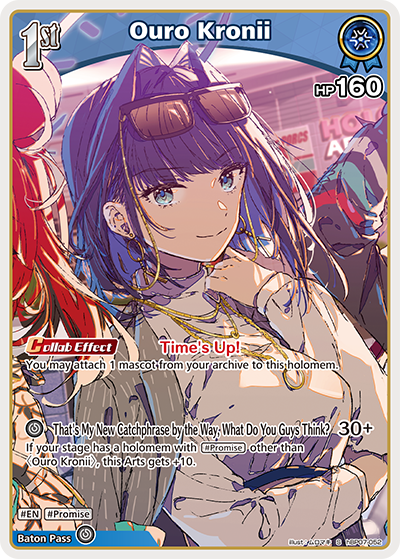 1st
Ouro Kronii
HP160
Collab Effect Time's Up!
You may attach 1 mascot from your archive to this holomem.
That's My New Catchphrase by the Way, What Do You Guys Think? 30+
If your stage has a holomem with #Promise other than
〈Ouro Kronii〉, this Arts gets +10.
#EN #Promise
Baton Pass
S hBP07-052